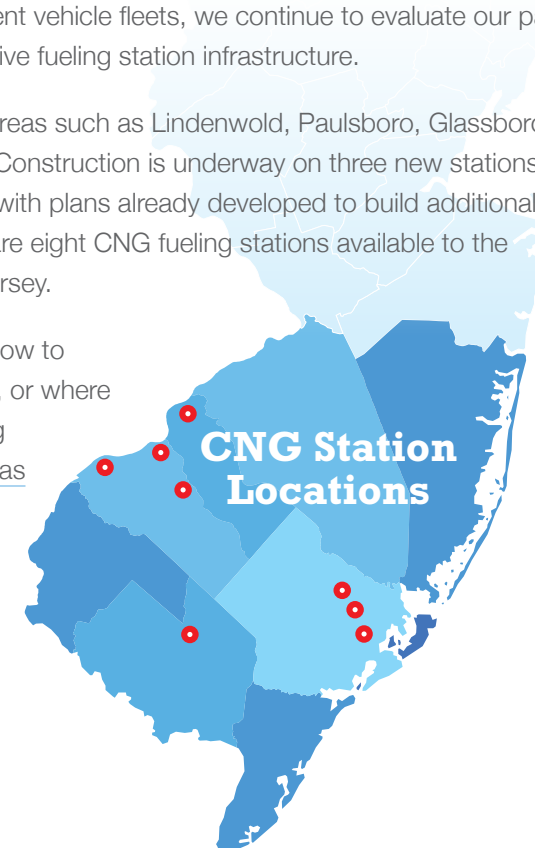 ent vehicle fleets, we continue to evaluate our pa
ive fueling station infrastructure.
reas such as Lindenwold, Paulsboro, Glassboro
Construction is underway on three new stations
with plans already developed to build additional
are eight CNG fueling stations available to the
rsey.
ow to
, or where
g
as
CNG Station
Locations